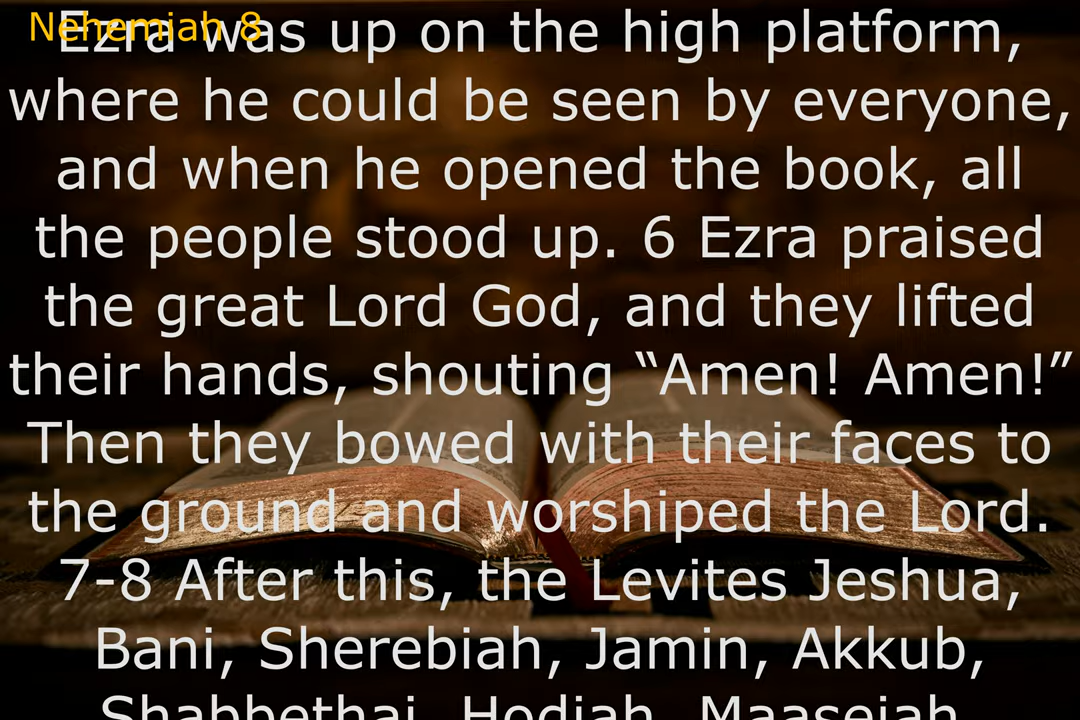 Nehemiah 8
Ezra was up on the high platform,
where he could be seen by everyone,
and when he opened the book, all
the people stood up. 6 Ezra praised
the great Lord God, and they lifted
their hands, shouting “Amen! Amen!”
Then they bowed with their faces to
the ground and worshiped the Lord.
7-8 After this, the Levites Jeshua,
Bani, Sherebiah, Jamin, Akkub,
Shabbethai, Hodiah, Maaseiah,